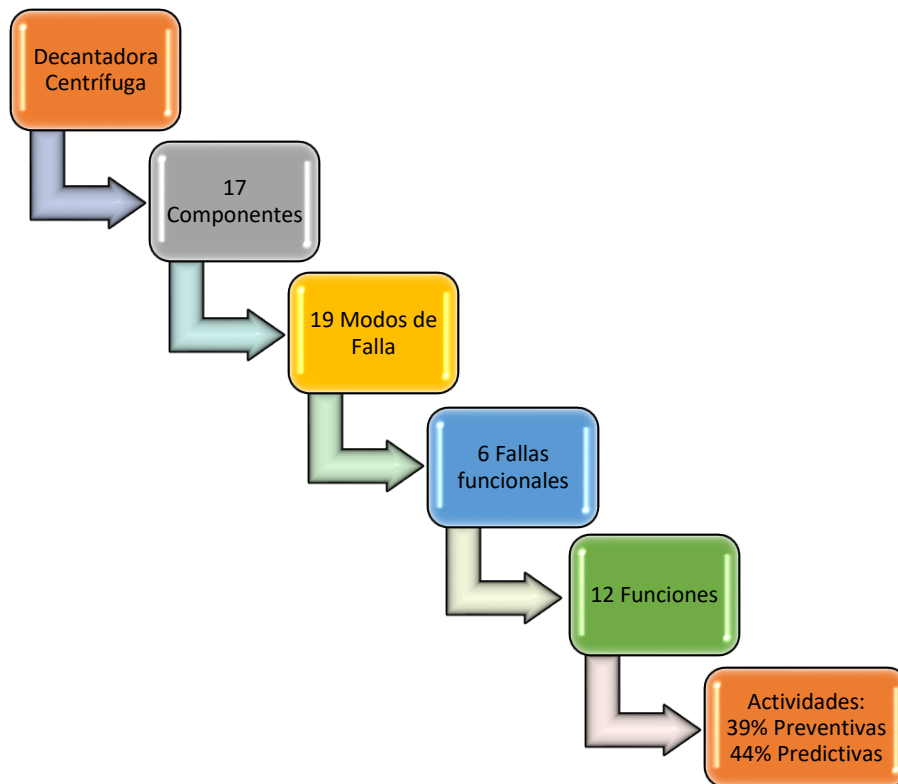 Decantadora
Centrífuga
17
Componentes
19 Modos de
Falla
6 Fallas
funcionales
12 Funciones
Actividades:
39% Preventivas
44% Predictivas